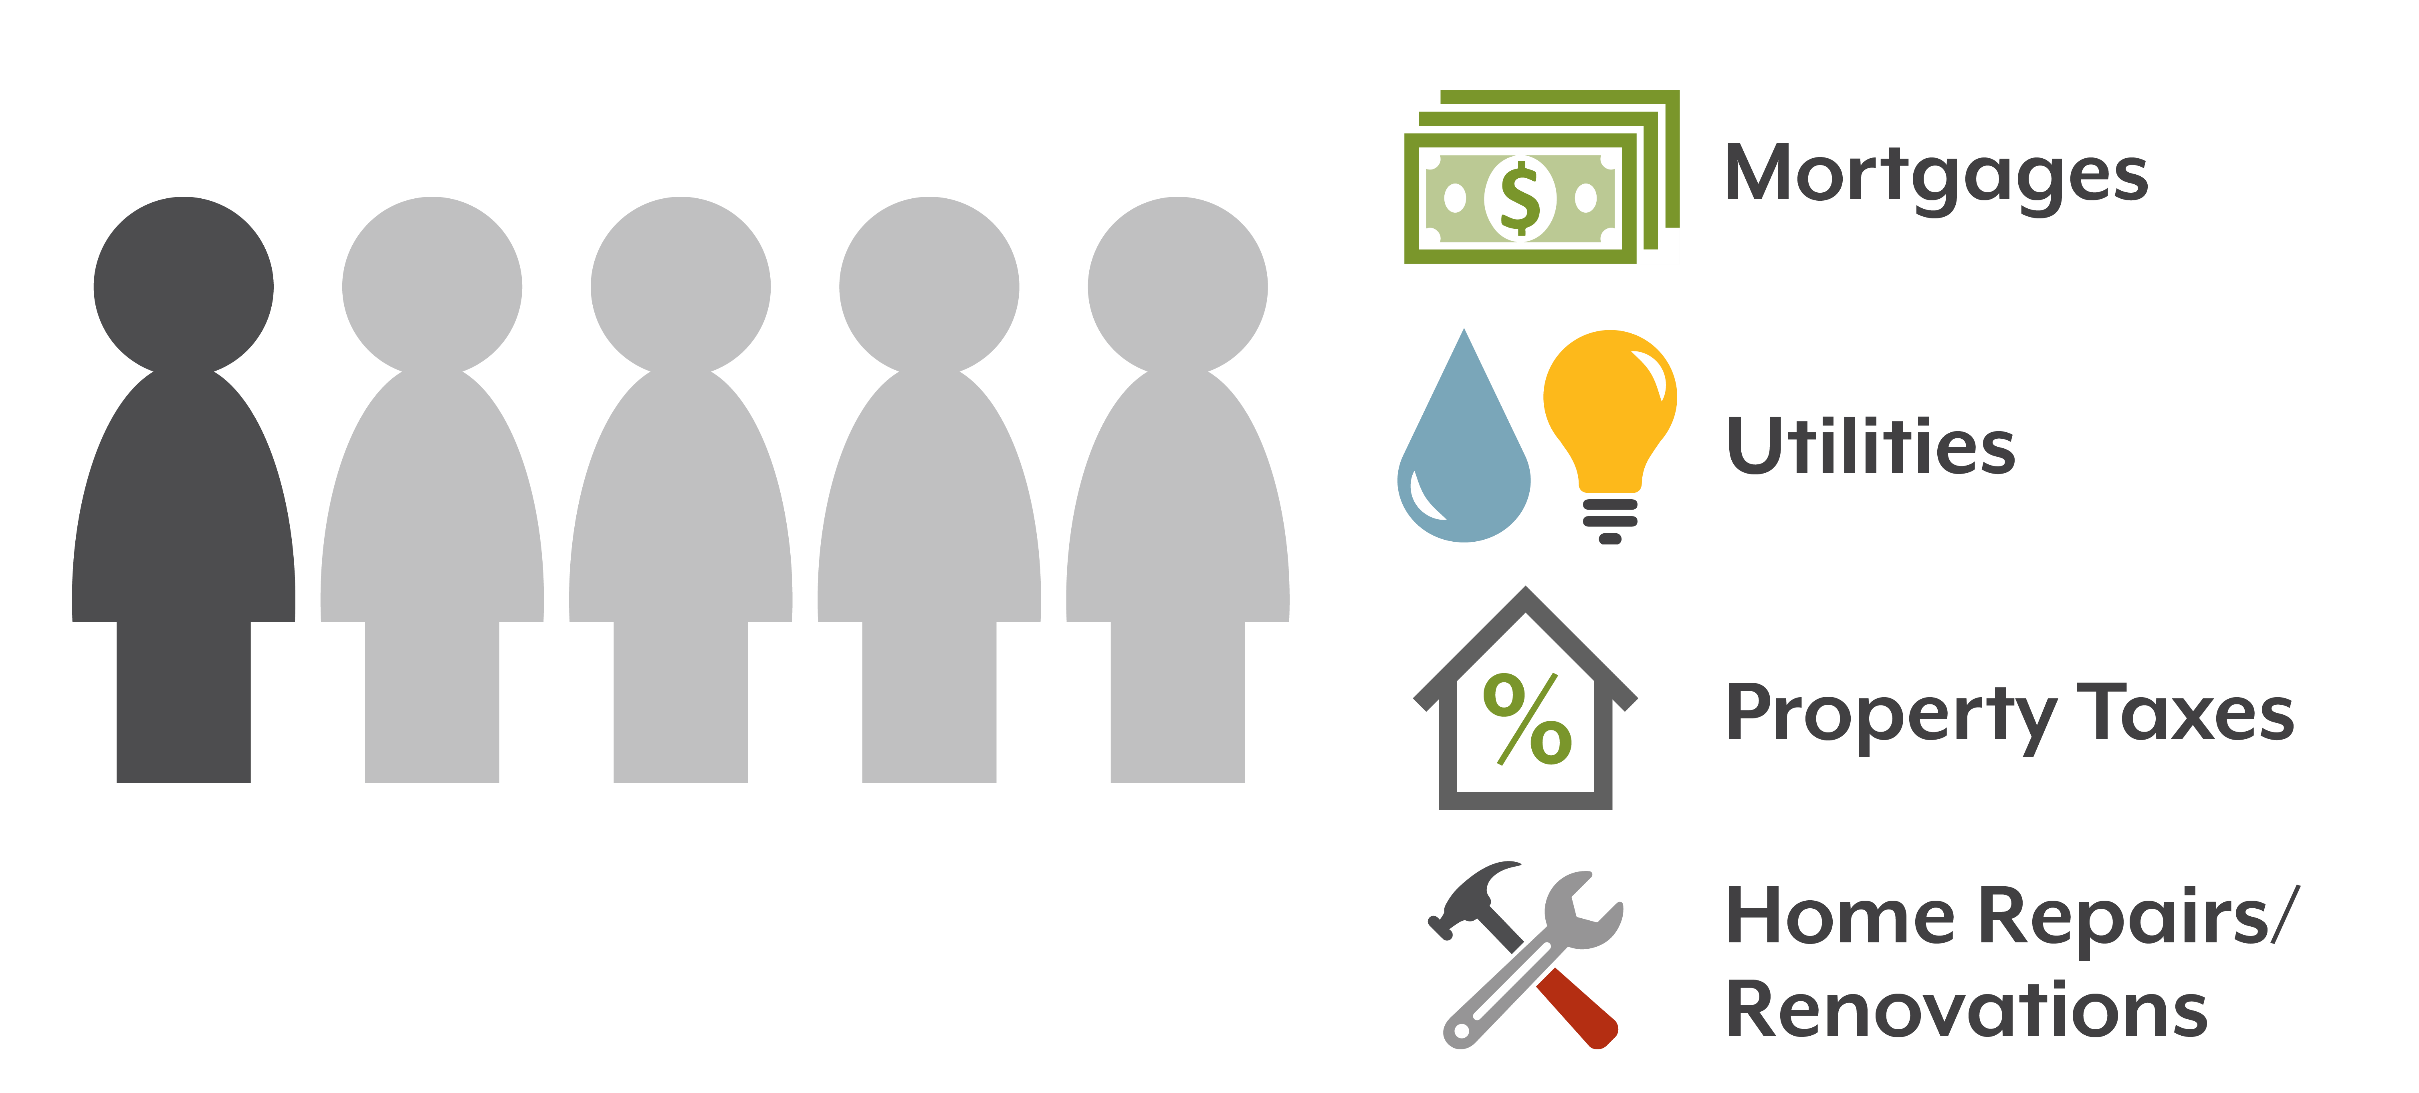 $
Mortgages
Utilities
%
Property Taxes
Home Repairs/
Renovations